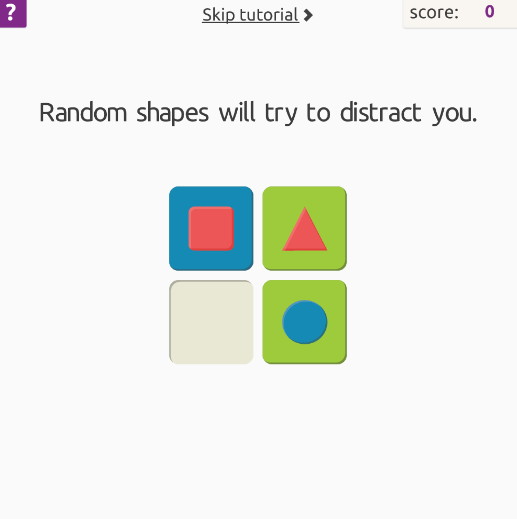 ?
Skip tutorial
score: 0
Random shapes will try to distract you.